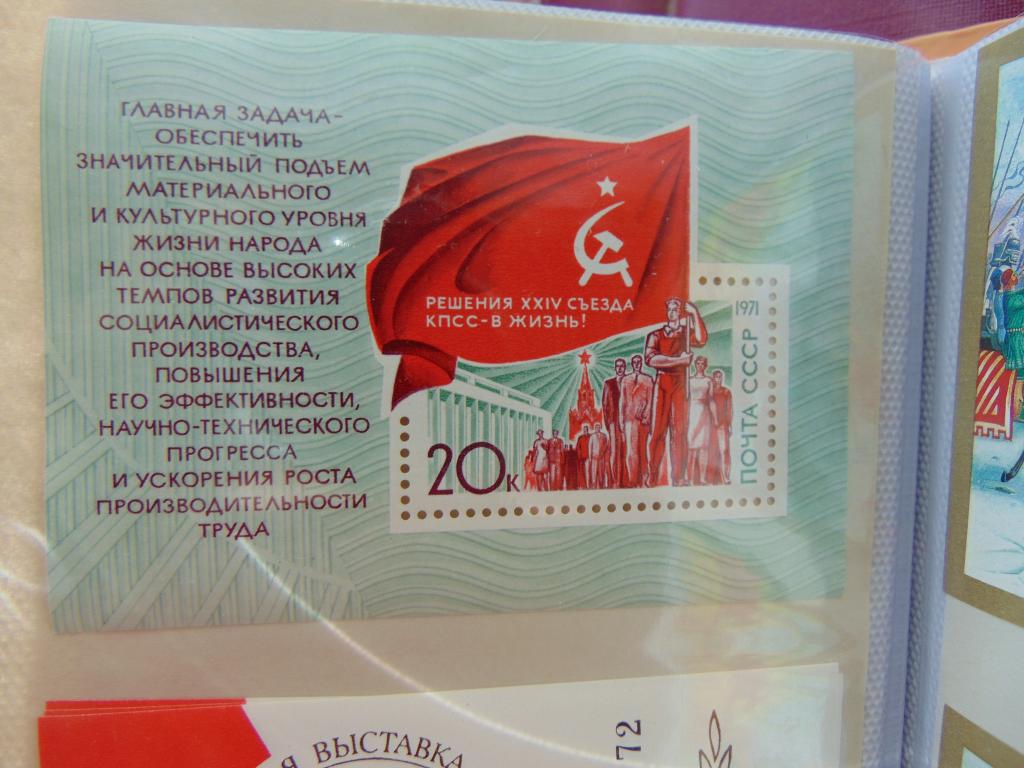 ГЛАВНАЯ ЗАДАЧА-
ОБЕСПЕЧИТЬ
ЗНАЧИТЕЛЬНЫЙ ПОДЪЕМ
МАТЕРИАЛЬНОГО
И КУЛЬТУРНОГО УРОВНЯ
ЖИЗНИ НАРОДА
НА ОСНОВЕ ВЫСОКИХ
ТЕМПОВ РАЗВИТИЯ
СОЦИАЛИСТИЧЕСКОГО
ПРОИЗВОДСТВА,
ПОВЫШЕНИЯ
ЕГО ЭФФЕКТИВНОСТИ,
НАУЧНО-ТЕХНИЧЕСКОГО
ПРОГРЕССА
И УСКОРЕНИЯ РОСТА
ПРОИЗВОДИТЕЛЬНОСТИ
ТРУДА
РЕШЕНИЯ XXIV СЪЕЗДА
КПСС-В ЖИЗНЬ!
1971
ПОЧТА СССР
20к
Я ВЫСТАВКА
72